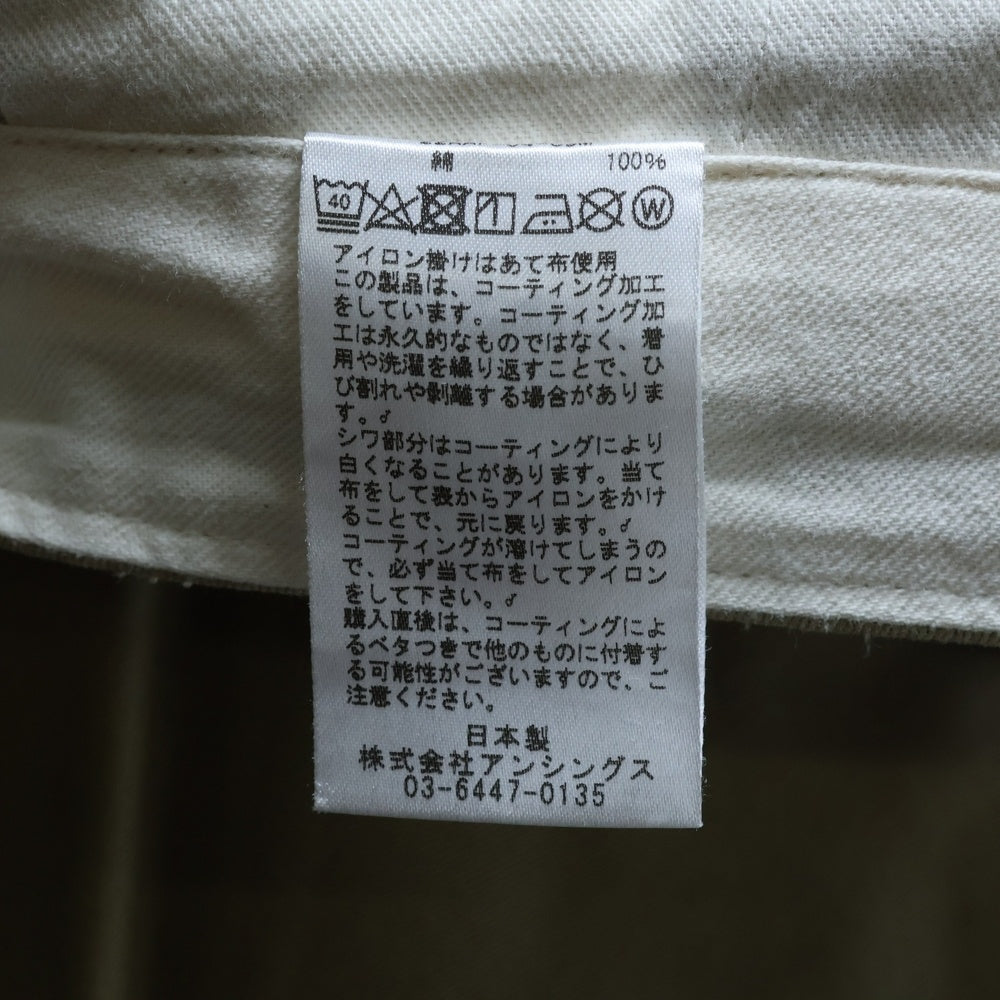 綿 100%
40 W
アイロン掛けはあて布使用
この製品は、コーティング加工
をしています。コーティング加
工は永久的なものではなく、着
用や洗濯を繰り返すことで、ひ
び割れや剥離する場合がありま
す。♂
シワ部分はコーティングにより
白くなることがあります。当て
布をして裏からアイロンをかけ
ることで、元に戻ります。♂
コーティングが溶けてしまうの
で、必ず当て布をしてアイロン
をして下さい。♂
購入直後は、コーティングによ
るベタつきで他のものに付着す
る可能性がございますので、ご
注意ください。
日本製
株式会社アンシングス
03-6447-0135